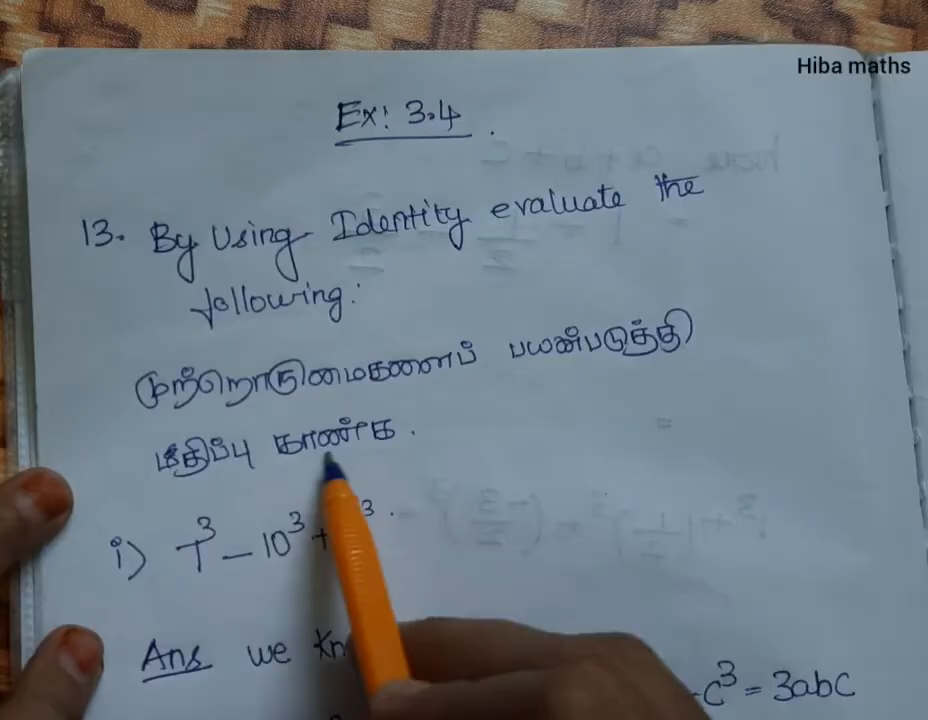 Hiba maths
Ex: 3.4
13. By Using Identity evaluate the
following:
முற்றொருமைகளைப் பயன்படுத்தி
மதிப்பு காண்க.
i) 7³ - 10³ + ³.
Ans we
c³ = 3abc